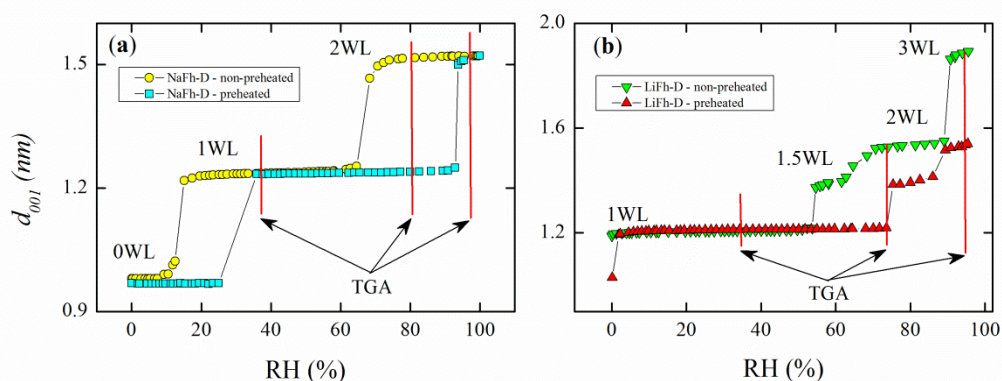 (a)
2WL
NaFh-D - non-preheated
NaFh-D - preheated
1WL
0WL
TGA
1.5
1.2
0.9
d001 (nm)
0 20 40 60 80 100
RH (%)
(b)
3WL
LiFh-D - non-preheated
LiFh-D - preheated
2WL
1.5WL
1WL
TGA
2.0
1.6
1.2
0 20 40 60 80 100
RH (%)